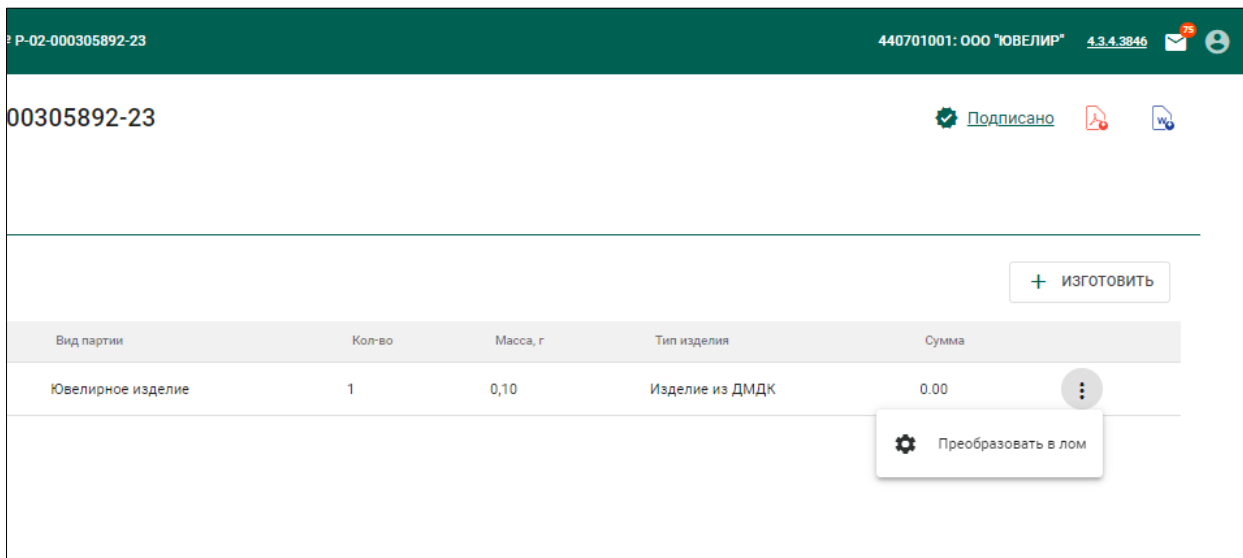 № Р-02-000305892-23 440701001: ООО "ЮВЕЛИР" 4.3.4.3846 75
00305892-23 Подписано
+ ИЗГОТОВИТЬ
Вид партии Кол-во Масса, г Тип изделия Сумма
Ювелирное изделие 1 0,10 Изделие из ДМДК 0.00
Преобразовать в лом